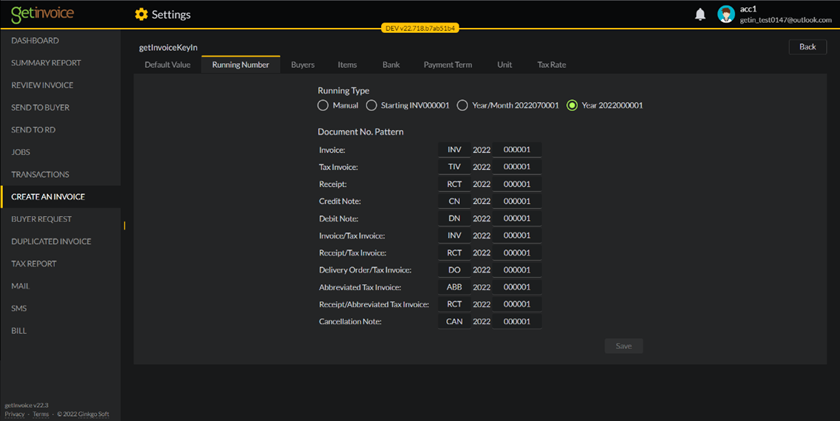 getinvoice
Settings
DEV v22.718.b7ab51b4
acc1
getin_test0147@outlook.com
DASHBOARD
SUMMARY REPORT
REVIEW INVOICE
SEND TO BUYER
SEND TO RD
JOBS
TRANSACTIONS
CREATE AN INVOICE
BUYER REQUEST
DUPLICATED INVOICE
TAX REPORT
MAIL
SMS
BILL
getInvoice v22.3
Privacy - Terms - © 2022 Ginkgo Soft
getInvoiceKeyIn
Back
Default Value Running Number Buyers Items Bank Payment Term Unit Tax Rate
Running Type
Manual Starting INV000001 Year/Month 2022070001 Year 2022000001
Document No. Pattern
Invoice: INV 2022 000001
Tax Invoice: TIV 2022 000001
Receipt: RCT 2022 000001
Credit Note: CN 2022 000001
Debit Note: DN 2022 000001
Invoice/Tax Invoice: INV 2022 000001
Receipt/Tax Invoice: RCT 2022 000001
Delivery Order/Tax Invoice: DO 2022 000001
Abbreviated Tax Invoice: ABB 2022 000001
Receipt/Abbreviated Tax Invoice: RCT 2022 000001
Cancellation Note: CAN 2022 000001
Save